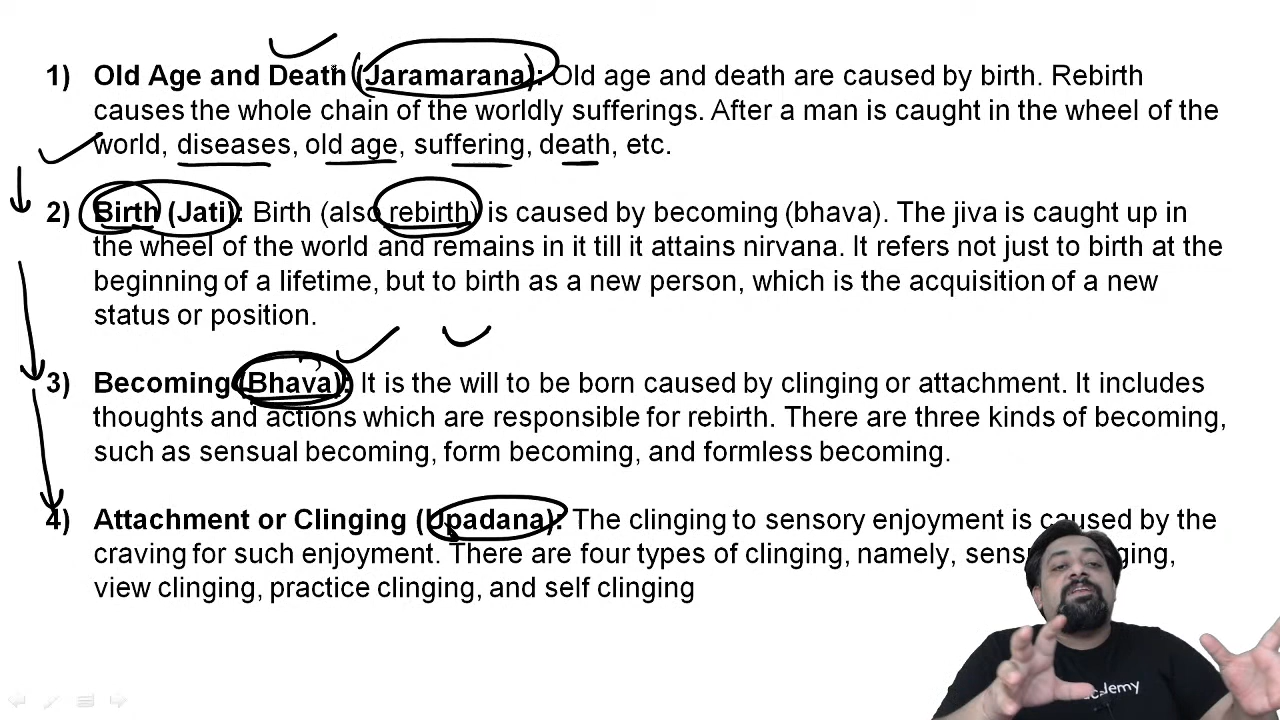 1) Old Age and Death (Jaramarana): Old age and death are caused by birth. Rebirth
causes the whole chain of the worldly sufferings. After a man is caught in the wheel of the
world, diseases, old age, suffering, death, etc.
2) Birth (Jati): Birth (also rebirth) is caused by becoming (bhava). The jiva is caught up in
the wheel of the world and remains in it till it attains nirvana. It refers not just to birth at the
beginning of a lifetime, but to birth as a new person, which is the acquisition of a new
status or position.
3) Becoming (Bhava): It is the will to be born caused by clinging or attachment. It includes
thoughts and actions which are responsible for rebirth. There are three kinds of becoming,
such as sensual becoming, form becoming, and formless becoming.
4) Attachment or Clinging (Upadana): The clinging to sensory enjoyment is caused by the
craving for such enjoyment. There are four types of clinging, namely,
view clinging, practice clinging, and self clinging